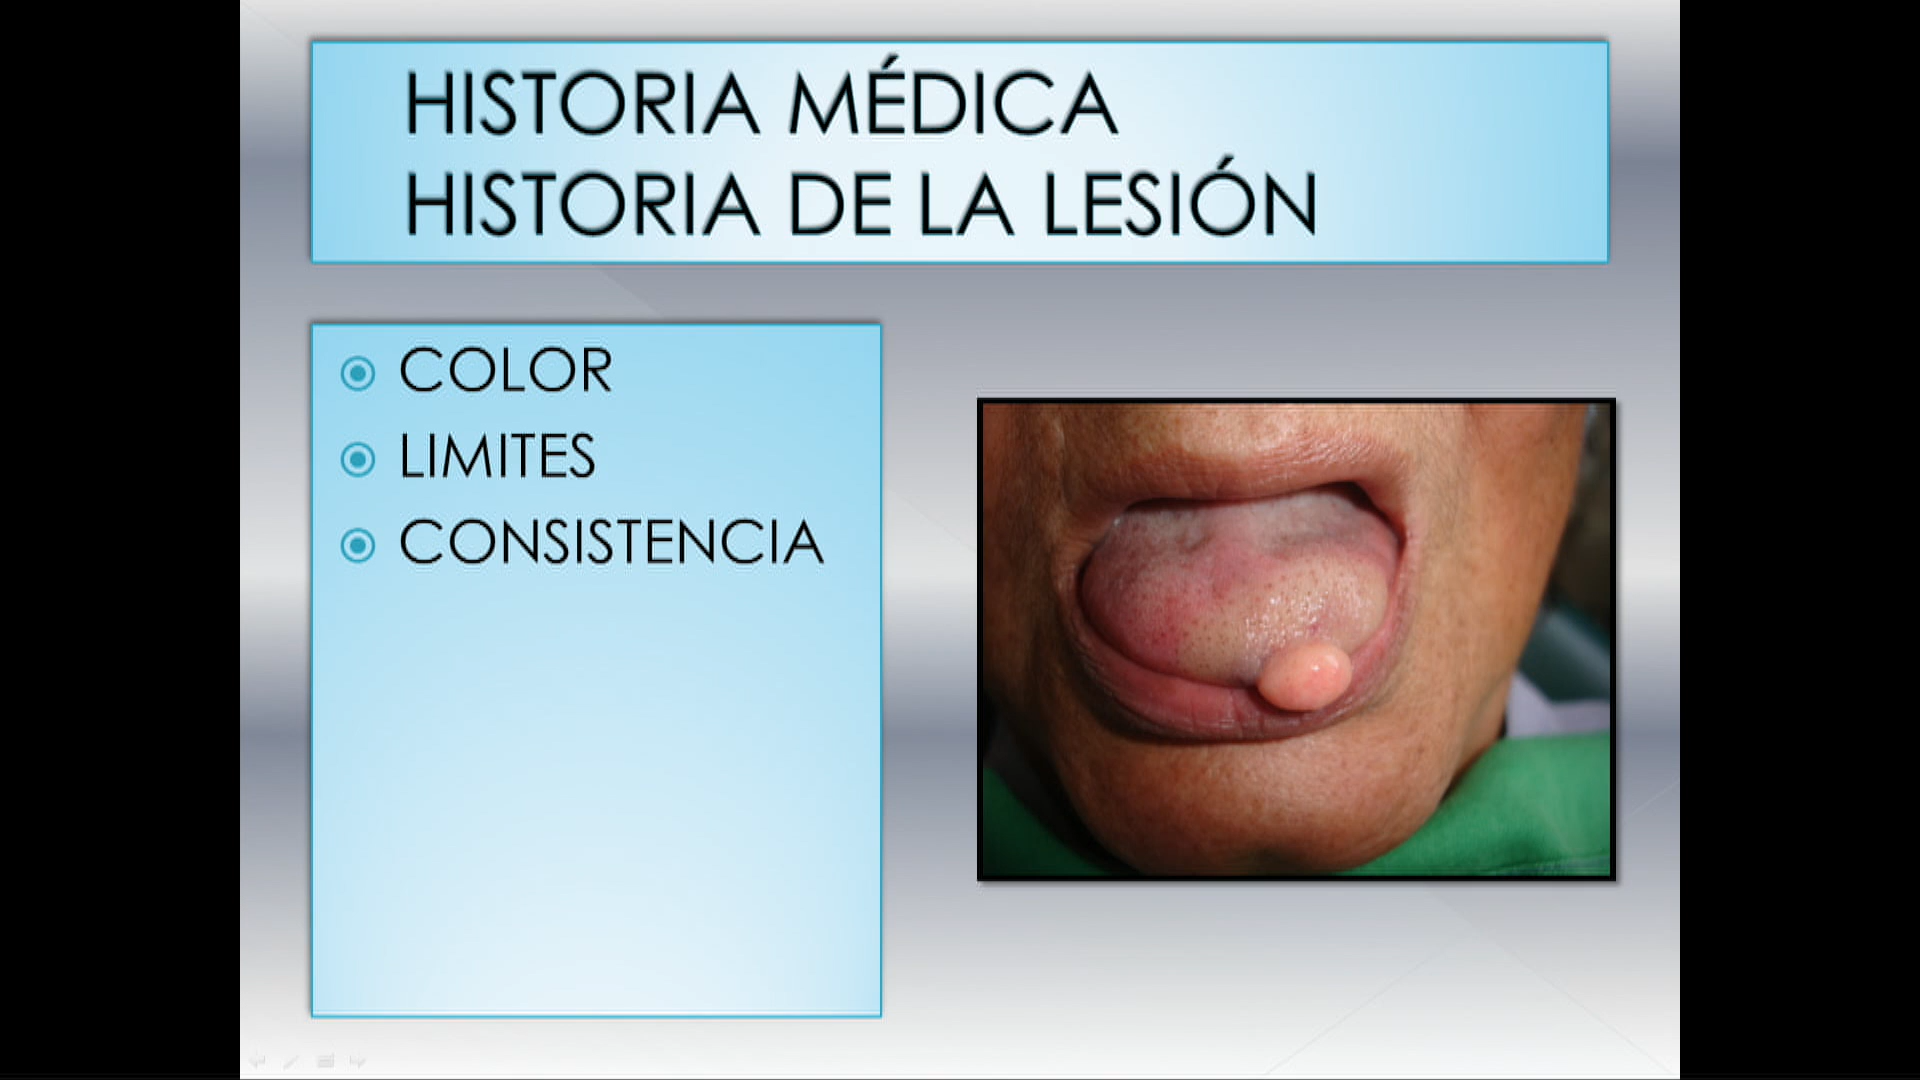 HISTORIA MÉDICA
HISTORIA DE LA LESIÓN
COLOR
LIMITES
CONSISTENCIA